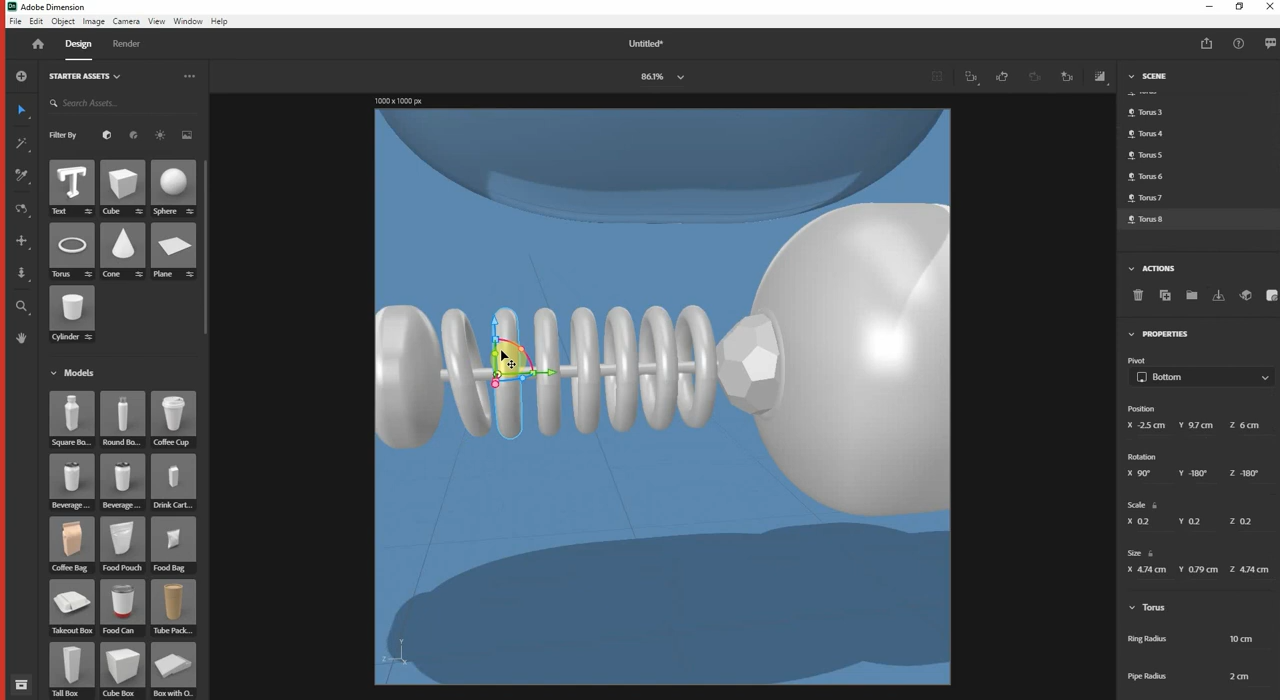 Dn Adobe Dimension
File Edit Object Image Camera View Window Help
Design Render Untitled*
STARTER ASSETS 86.1% SCENE
1000 x 1000 px
Search Assets...
Torus 3
Filter By Torus 4
Torus 5
Torus 6
Torus 7
Text Cube Sphere Torus 8
Torus Cone Plane ACTIONS
Cylinder PROPERTIES
Pivot
Models Bottom
Position
X -2.5 cm Y 9.7 cm Z 6 cm
Square Bo... Round Bo... Coffee Cup
Rotation
X 90° Y -180° Z -180°
Beverage ... Beverage ... Drink Cart...
Scale
X 0.2 Y 0.2 Z 0.2
Size
Coffee Bag Food Pouch Food Bag X 4.74 cm Y 0.79 cm Z 4.74 cm
Torus
Takeout Box Food Can Tube Pack...
Ring Radius 10 cm
Y
Z X
Pipe Radius 2 cm
Tall Box Cube Box Box with O...